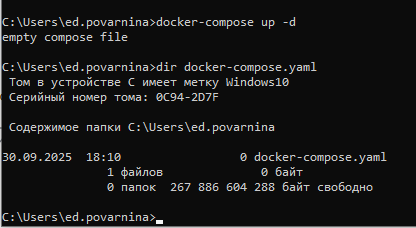 C:\Users\ed.povarnina>docker-compose up -d
empty compose file
C:\Users\ed.povarnina>dir docker-compose.yaml
Том в устройстве C имеет метку Windows10
Серийный номер тома: 0C94-2D7F
Содержимое папки C:\Users\ed.povarnina
30.09.2025  18:10                 0 docker-compose.yaml
1 файлов              0 байт
0 папок  267 886 604 288 байт свободно
C:\Users\ed.povarnina>